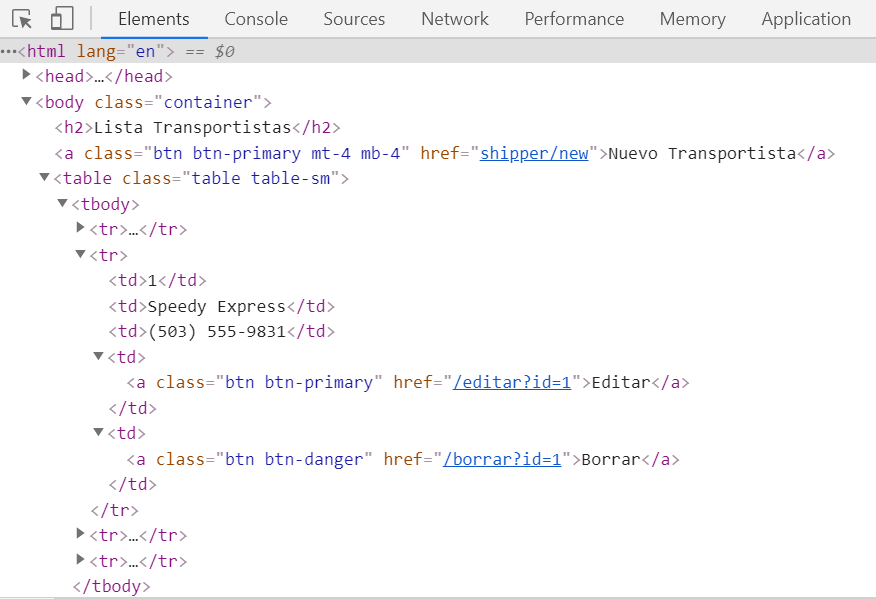 Elements Console Sources Network Performance Memory Application
⋯<html lang="en"> == $0
▶<head>…</head>
▼<body class="container">
<h2>Lista Transportistas</h2>
<a class="btn btn-primary mt-4 mb-4" href="shipper/new">Nuevo Transportista</a>
▼<table class="table table-sm">
▼<tbody>
▶<tr>…</tr>
▼<tr>
<td>1</td>
<td>Speedy Express</td>
<td>(503) 555-9831</td>
▼<td>
<a class="btn btn-primary" href="/editar?id=1">Editar</a>
</td>
▼<td>
<a class="btn btn-danger" href="/borrar?id=1">Borrar</a>
</td>
</tr>
▶<tr>…</tr>
▶<tr>…</tr>
</tbody>